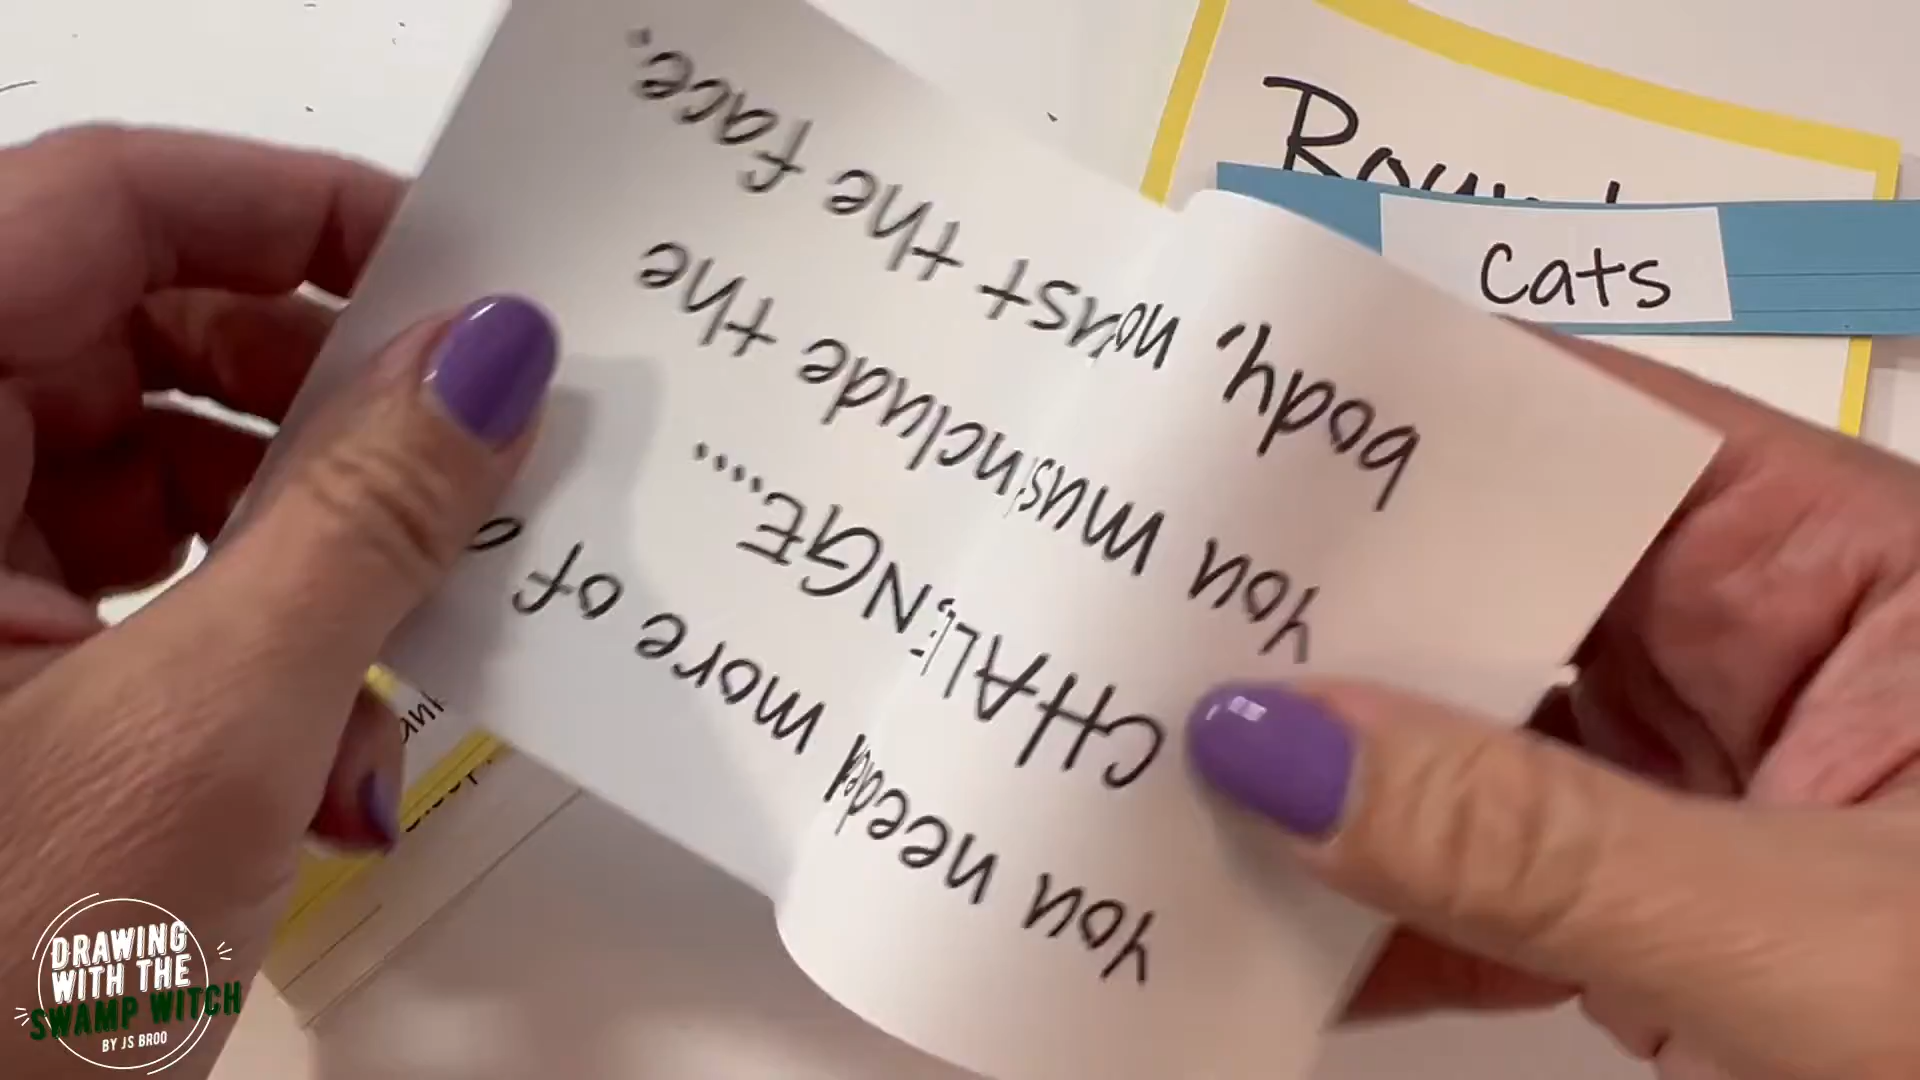 You need more of a
CHALLENGE....
You must include the
body, not just the face.
Round
cats
DRAWING
WITH THE
SWAMP WITCH
BY JS BROO